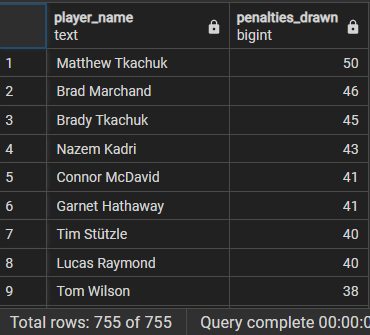 player_name penalties_drawn
text bigint
1 Matthew Tkachuk 50
2 Brad Marchand 46
3 Brady Tkachuk 45
4 Nazem Kadri 43
5 Connor McDavid 41
6 Garnet Hathaway 41
7 Tim Stützle 40
8 Lucas Raymond 40
9 Tom Wilson 38
Total rows: 755 of 755 Query complete 00:00:0